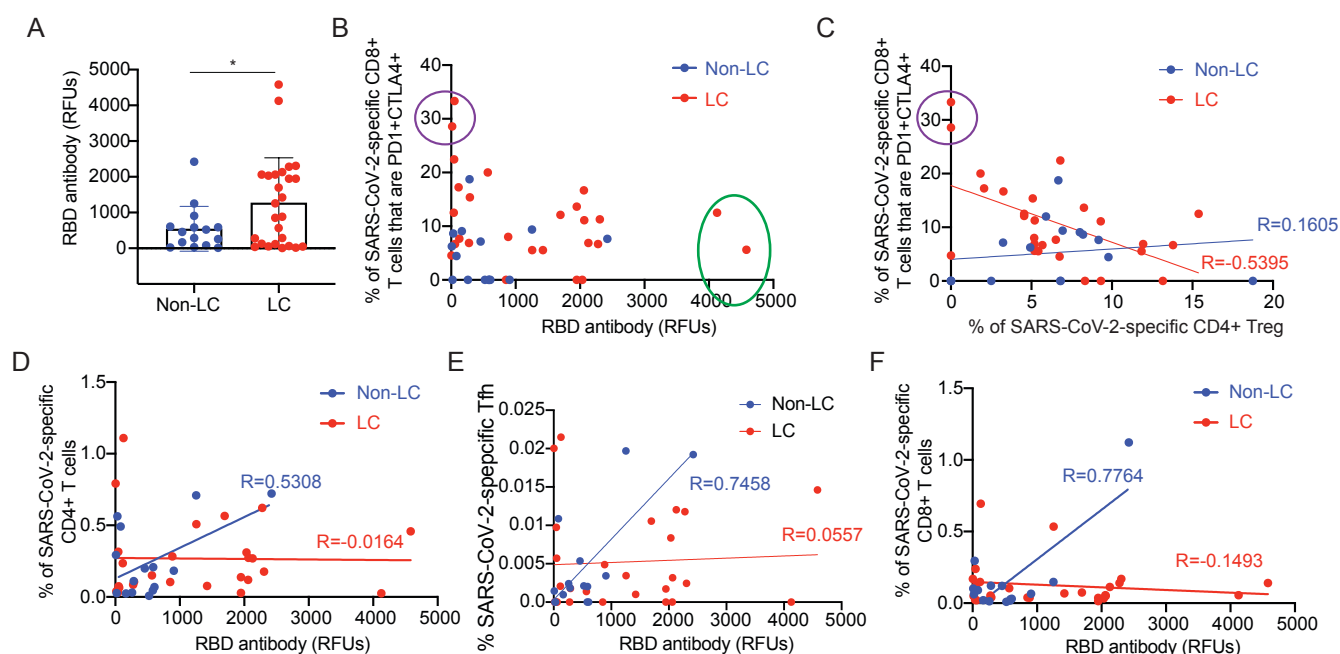 A
*
RBD antibody (RFUs)
5000
4000
3000
2000
1000
0
Non-LC
LC
B
% of SARS-CoV-2-specific CD8+
T cells that are PD1+CTLA4+
40
30
20
10
0
Non-LC
LC
0
1000
2000
3000
4000
5000
RBD antibody (RFUs)
C
% of SARS-CoV-2-specific CD8+
T cells that are PD1+CTLA4+
40
30
20
10
0
Non-LC
LC
R=0.1605
R=-0.5395
0
5
10
15
20
% of SARS-CoV-2-specific CD4+ Treg
D
% of SARS-CoV-2-specific
CD4+ T cells
1.5
1.0
0.5
0.0
Non-LC
LC
R=0.5308
R=-0.0164
0
1000
2000
3000
4000
5000
RBD antibody (RFUs)
E
% SARS-CoV-2-spepcific Tfh
0.025
0.02
0.015
0.01
0.005
0
Non-LC
LC
R=0.7458
R=0.0557
0
1000
2000
3000
4000
5000
RBD antibody (RFUs)
F
% of SARS-CoV-2-specific
CD8+ T cells
1.5
1.0
0.5
0.0
Non-LC
LC
R=0.7764
R=-0.1493
0
1000
2000
3000
4000
5000
RBD antibody (RFUs)